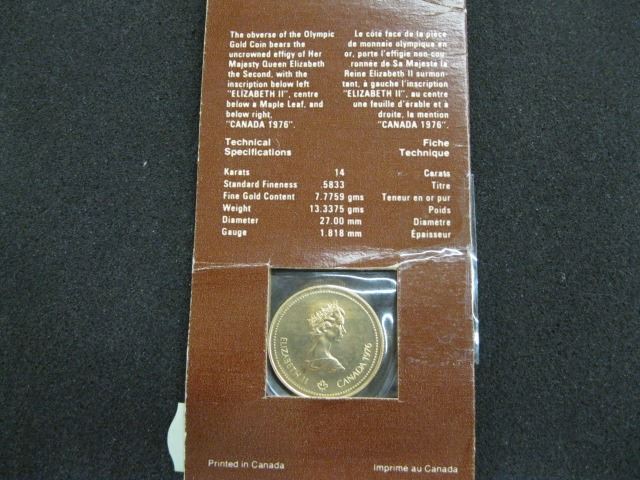 The obverse of the Olympic
Gold Coin bears the
uncrowned effigy of Her
Majesty Queen Elizabeth
the Second, with the
inscription below left
"ELIZABETH II", centre
below a Maple Leaf, and
below right,
"CANADA 1976".
Le côté face de la pièce
de monnaie olympique en
or, porte l'effigie non-cou-
ronnée de Sa Majesté la
Reine Elizabeth II surmon-
tant, à gauche l'inscription
"ELIZABETH II", au centre
une feuille d'érable et à
droite, la mention
"CANADA 1976".
Technical
Specifications
Fiche
Technique
Karats 14 Carats
Standard Fineness .5833 Titre
Fine Gold Content 7.7759 gms Teneur en or pur
Weight 13.3375 gms Poids
Diameter 27.00 mm Diamètre
Gauge 1.818 mm Épaisseur
ELIZABETH II CANADA 1976
Printed in Canada
Imprimé au Canada